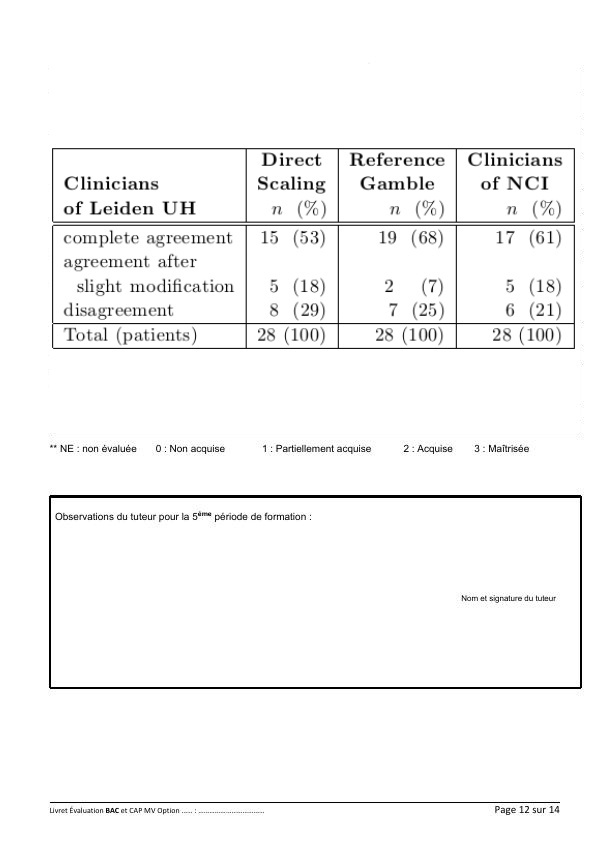 Direct Reference Clinicians
Clinicians Scaling Gamble of NCI
of Leiden UH n (%) n (%) n (%)
complete agreement 15 (53) 19 (68) 17 (61)
agreement after
slight modification 5 (18) 2 (7) 5 (18)
disagreement 8 (29) 7 (25) 6 (21)
Total (patients) 28 (100) 28 (100) 28 (100)
** NE : non évaluée 0 : Non acquise 1 : Partiellement acquise 2 : Acquise 3 : Maîtrisée
Observations du tuteur pour la 5ème période de formation :
Nom et signature du tuteur
Livret Évaluation BAC et CAP MV Option ..... : ................................ Page 12 sur 14